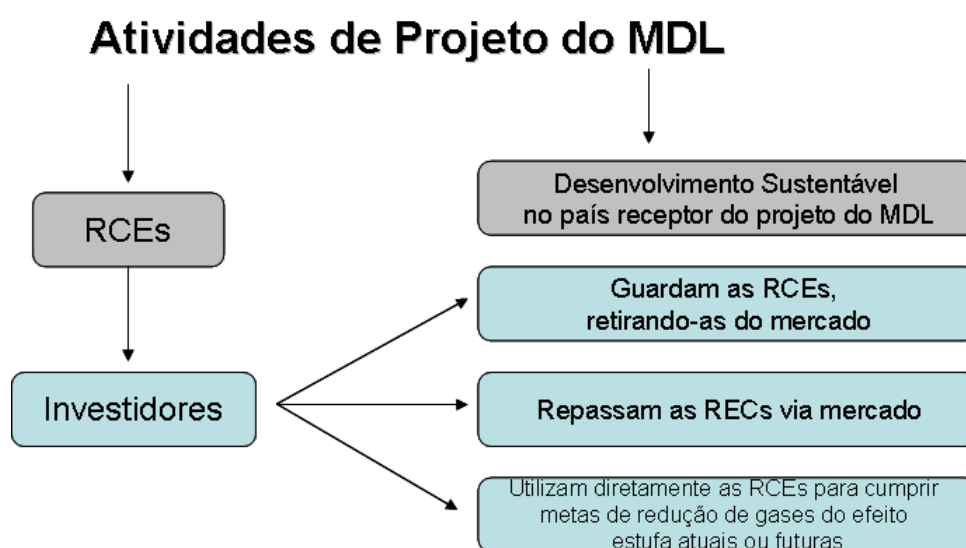 Atividades de Projeto do MDL
RCEs
Investidores
Desenvolvimento Sustentável
no país receptor do projeto do MDL
Guardam as RCEs,
retirando-as do mercado
Repassam as RECs via mercado
Utilizam diretamente as RCEs para cumprir
metas de redução de gases do efeito
estufa atuais ou futuras